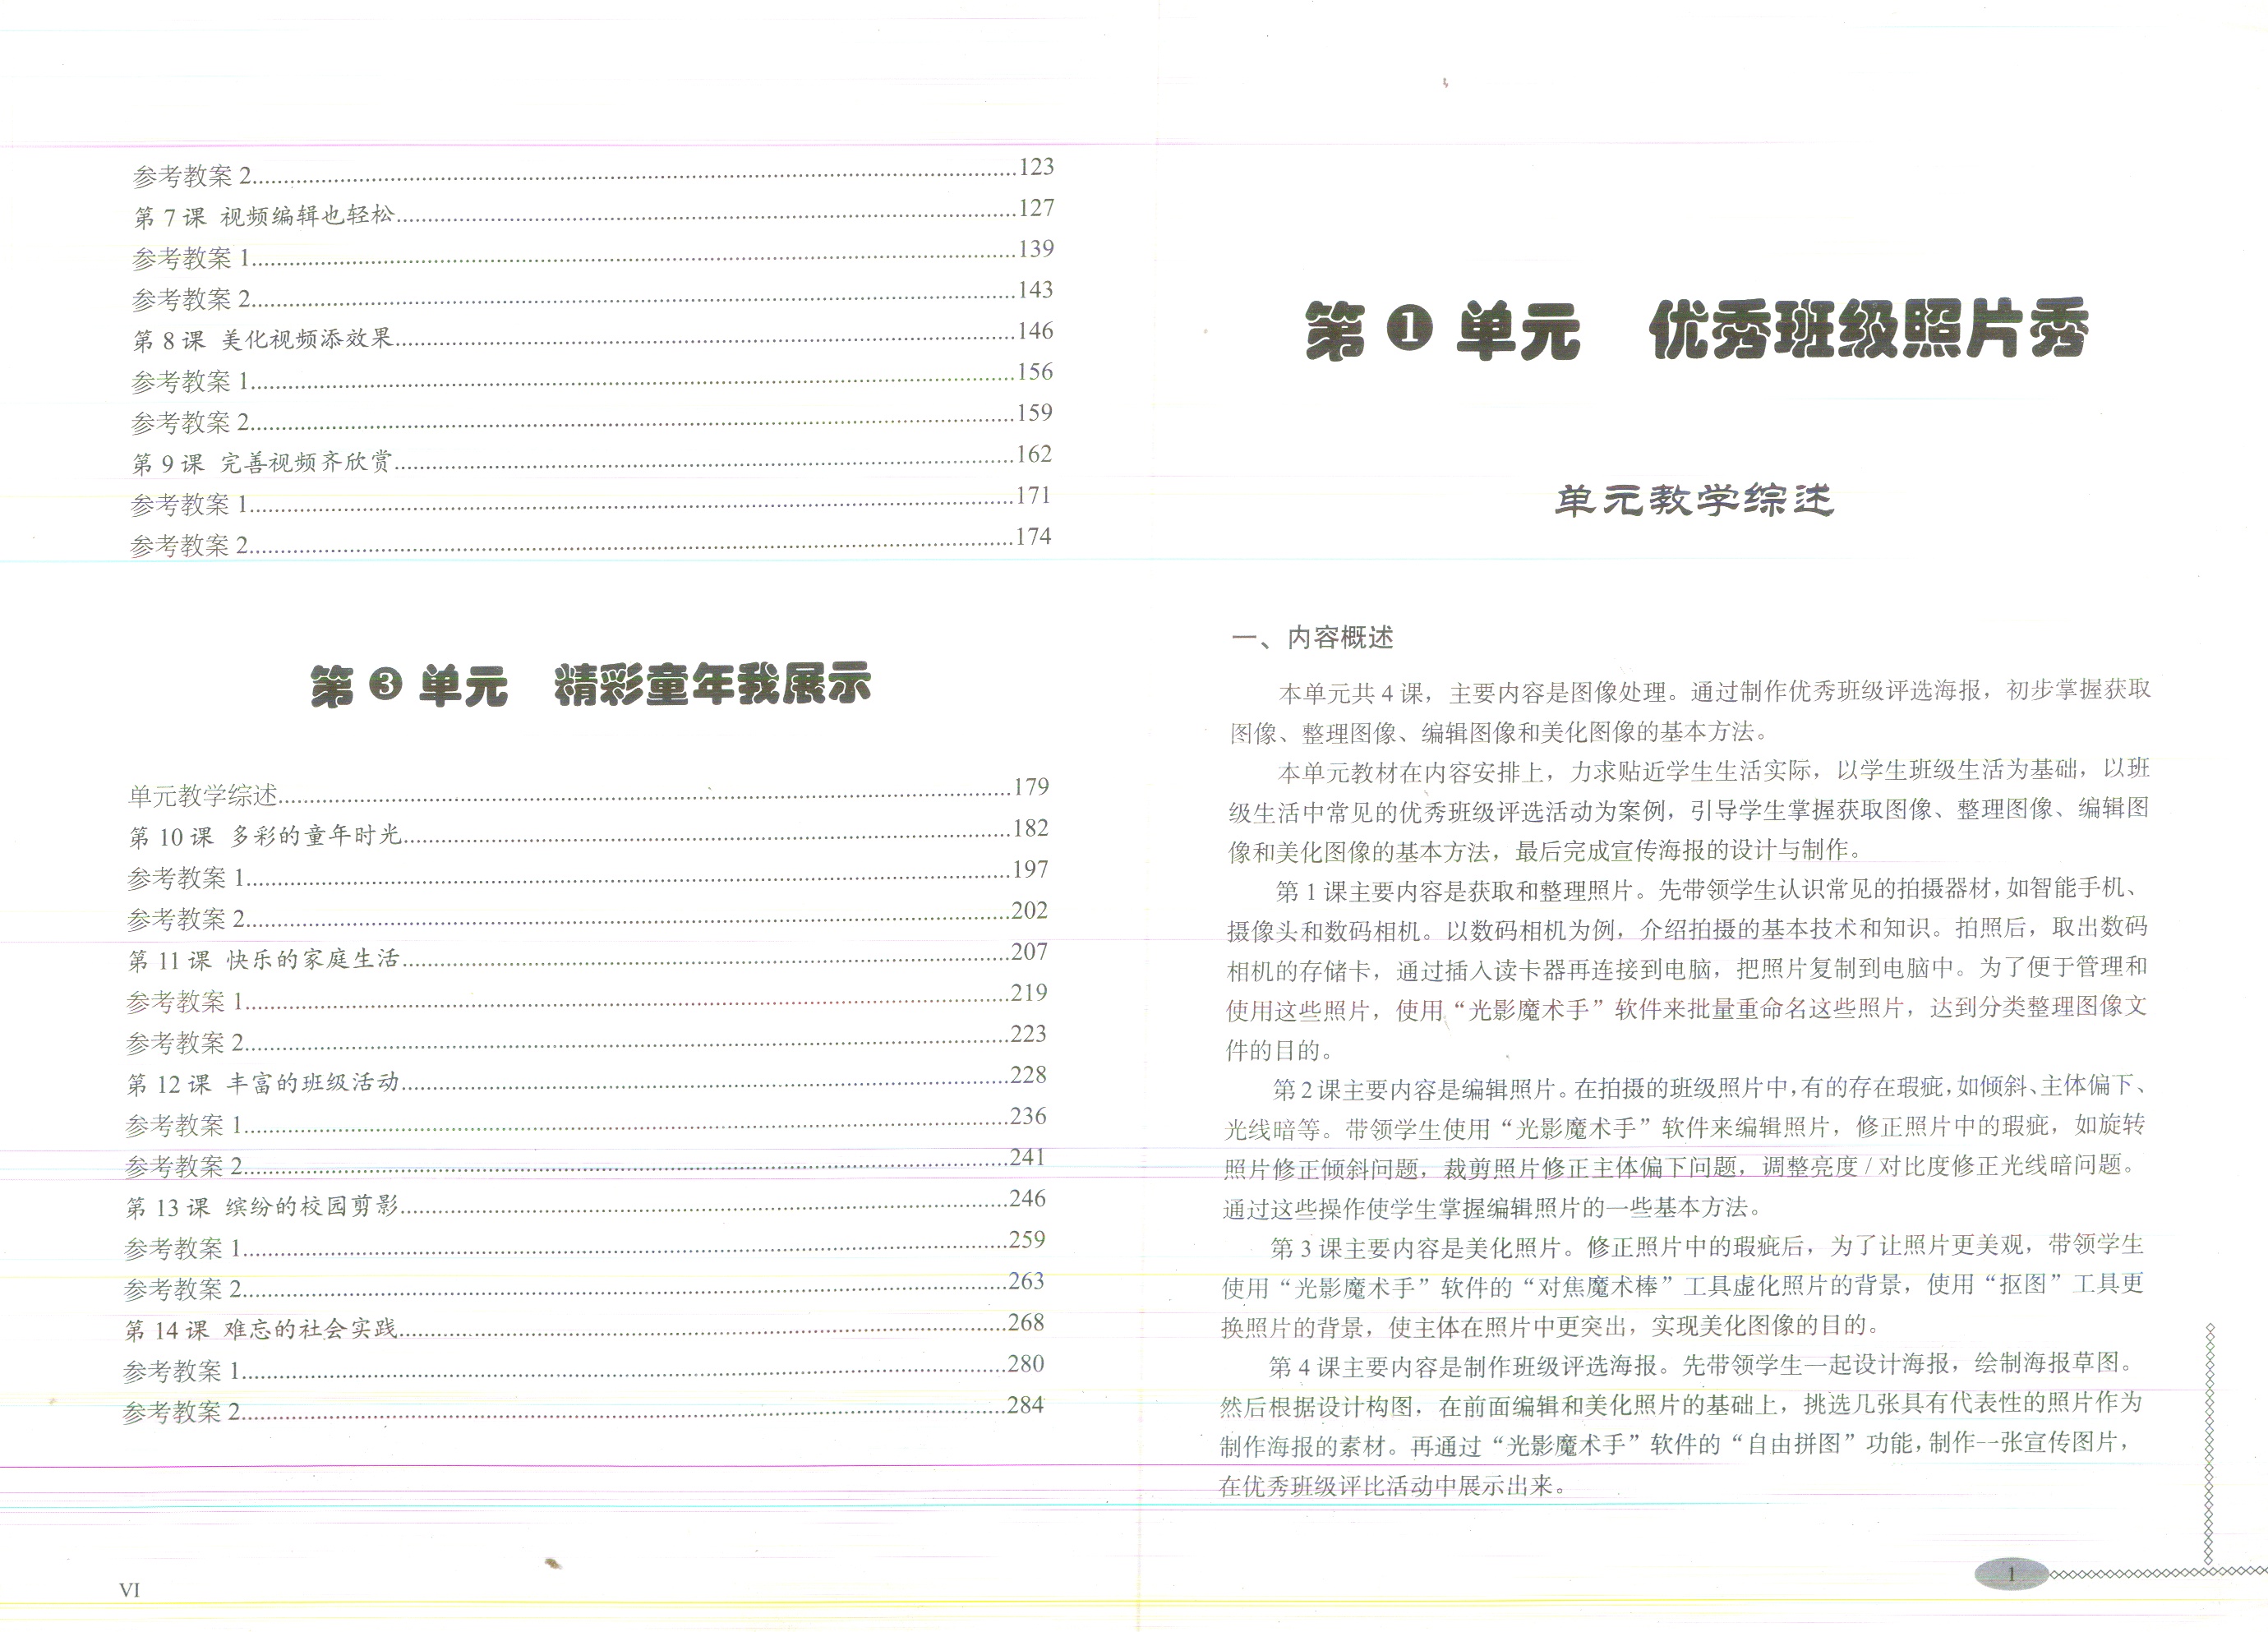 参考教案 2..........123
第 7 课 视频编辑也轻松..........127
参考教案 1..........139
参考教案 2..........143
第 8 课 美化视频添效果..........146
参考教案 1..........156
参考教案 2..........159
第 9 课 完善视频齐欣赏..........162
参考教案 1..........171
参考教案 2..........174
第 3 单元 精彩童年我展示
单元教学综述..........179
第 10 课 多彩的童年时光..........182
参考教案 1..........197
参考教案 2..........202
第 11 课 快乐的家庭生活..........207
参考教案 1..........219
参考教案 2..........223
第 12 课 丰富的班级活动..........228
参考教案 1..........236
参考教案 2..........241
第 13 课 缤纷的校园剪影..........246
参考教案 1..........259
参考教案 2..........263
第 14 课 难忘的社会实践..........268
参考教案 1..........280
参考教案 2..........284
VI
第 1 单元 优秀班级照片秀
单元教学综述
一、内容概述
本单元共 4 课，主要内容是图像处理。通过制作优秀班级评选海报，初步掌握获取
图像、整理图像、编辑图像和美化图像的基本方法。
本单元教材在内容安排上，力求贴近学生生活实际，以学生班级生活为基础，以班
级生活中常见的优秀班级评选活动为案例，引导学生掌握获取图像、整理图像、编辑图
像和美化图像的基本方法，最后完成宣传海报的设计与制作。
第 1 课主要内容是获取和整理照片。先带领学生认识常见的拍摄器材，如智能手机、
摄像头和数码相机。以数码相机为例，介绍拍摄的基本技术和知识。拍照后，取出数码
相机的存储卡，通过插入读卡器再连接到电脑，把照片复制到电脑中。为了便于管理和
使用这些照片，使用“光影魔术手”软件来批量重命名这些照片，达到分类整理图像文
件的目的。
第 2 课主要内容是编辑照片。在拍摄的班级照片中，有的存在瑕疵，如倾斜、主体偏下、
光线暗等。带领学生使用“光影魔术手”软件来编辑照片，修正照片中的瑕疵，如旋转
照片修正倾斜问题，裁剪照片修正主体偏下问题，调整亮度 / 对比度修正光线暗问题。
通过这些操作使学生掌握编辑照片的一些基本方法。
第 3 课主要内容是美化照片。修正照片中的瑕疵后，为了让照片更美观，带领学生
使用“光影魔术手”软件的“对焦魔术棒”工具虚化照片的背景，使用“抠图”工具更
换照片的背景，使主体在照片中更突出，实现美化图像的目的。
第 4 课主要内容是制作班级评选海报。先带领学生一起设计海报，绘制海报草图。
然后根据设计构图，在前面编辑和美化照片的基础上，挑选几张具有代表性的照片作为
制作海报的素材。再通过“光影魔术手”软件的“自由拼图”功能，制作一张宣传图片，
在优秀班级评比活动中展示出来。
1